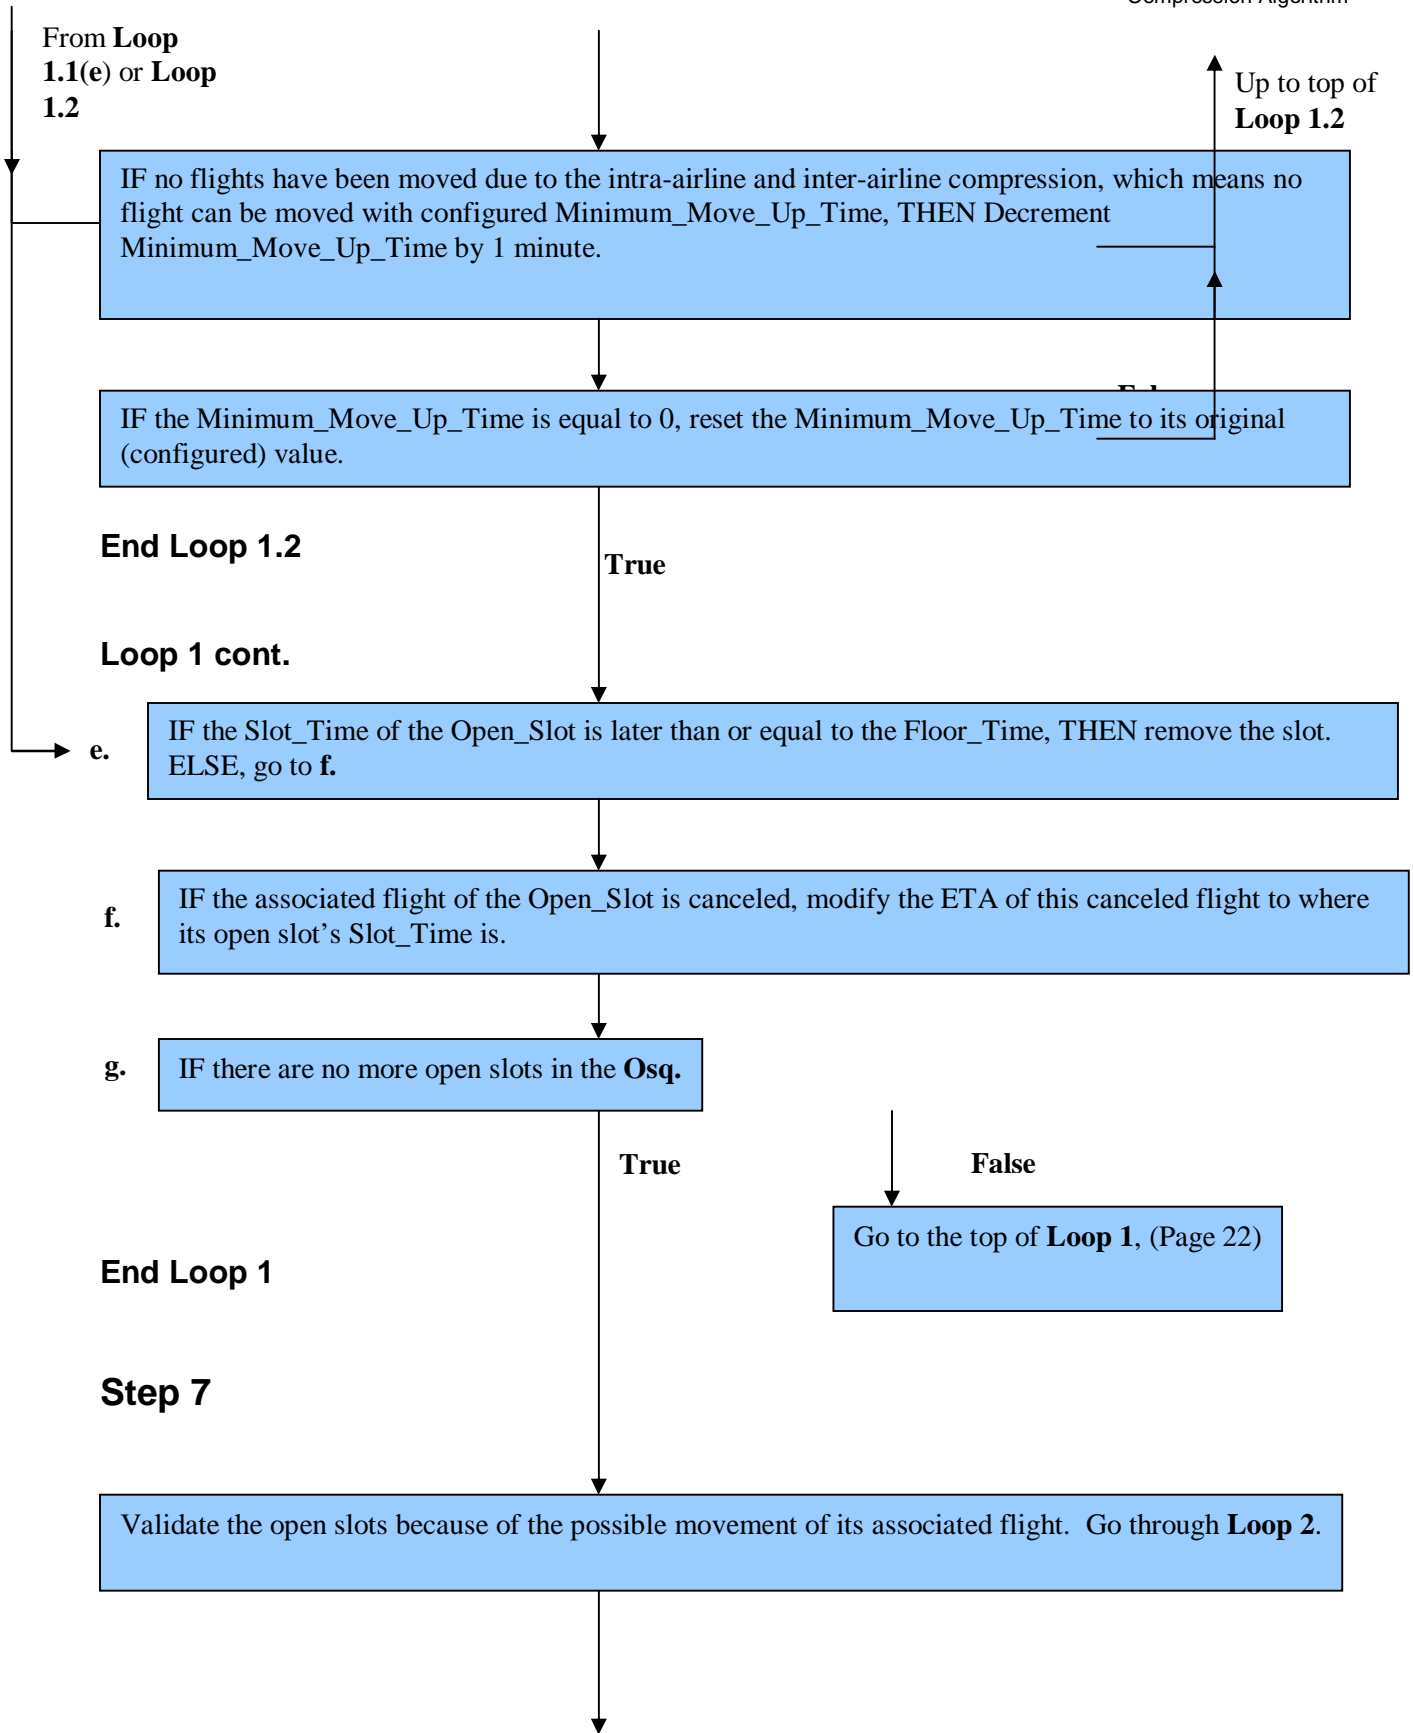 Compression Algorithm
From Loop
1.1(e) or Loop
1.2
Up to top of
Loop 1.2
IF no flights have been moved due to the intra-airline and inter-airline compression, which means no
flight can be moved with configured Minimum_Move_Up_Time, THEN Decrement
Minimum_Move_Up_Time by 1 minute.
IF the Minimum_Move_Up_Time is equal to 0, reset the Minimum_Move_Up_Time to its original
(configured) value.
End Loop 1.2
True
Loop 1 cont.
e.
IF the Slot_Time of the Open_Slot is later than or equal to the Floor_Time, THEN remove the slot.
ELSE, go to f.
f.
IF the associated flight of the Open_Slot is canceled, modify the ETA of this canceled flight to where
its open slot’s Slot_Time is.
g.
IF there are no more open slots in the Osq.
True
False
Go to the top of Loop 1, (Page 22)
End Loop 1
Step 7
Validate the open slots because of the possible movement of its associated flight.  Go through Loop 2.